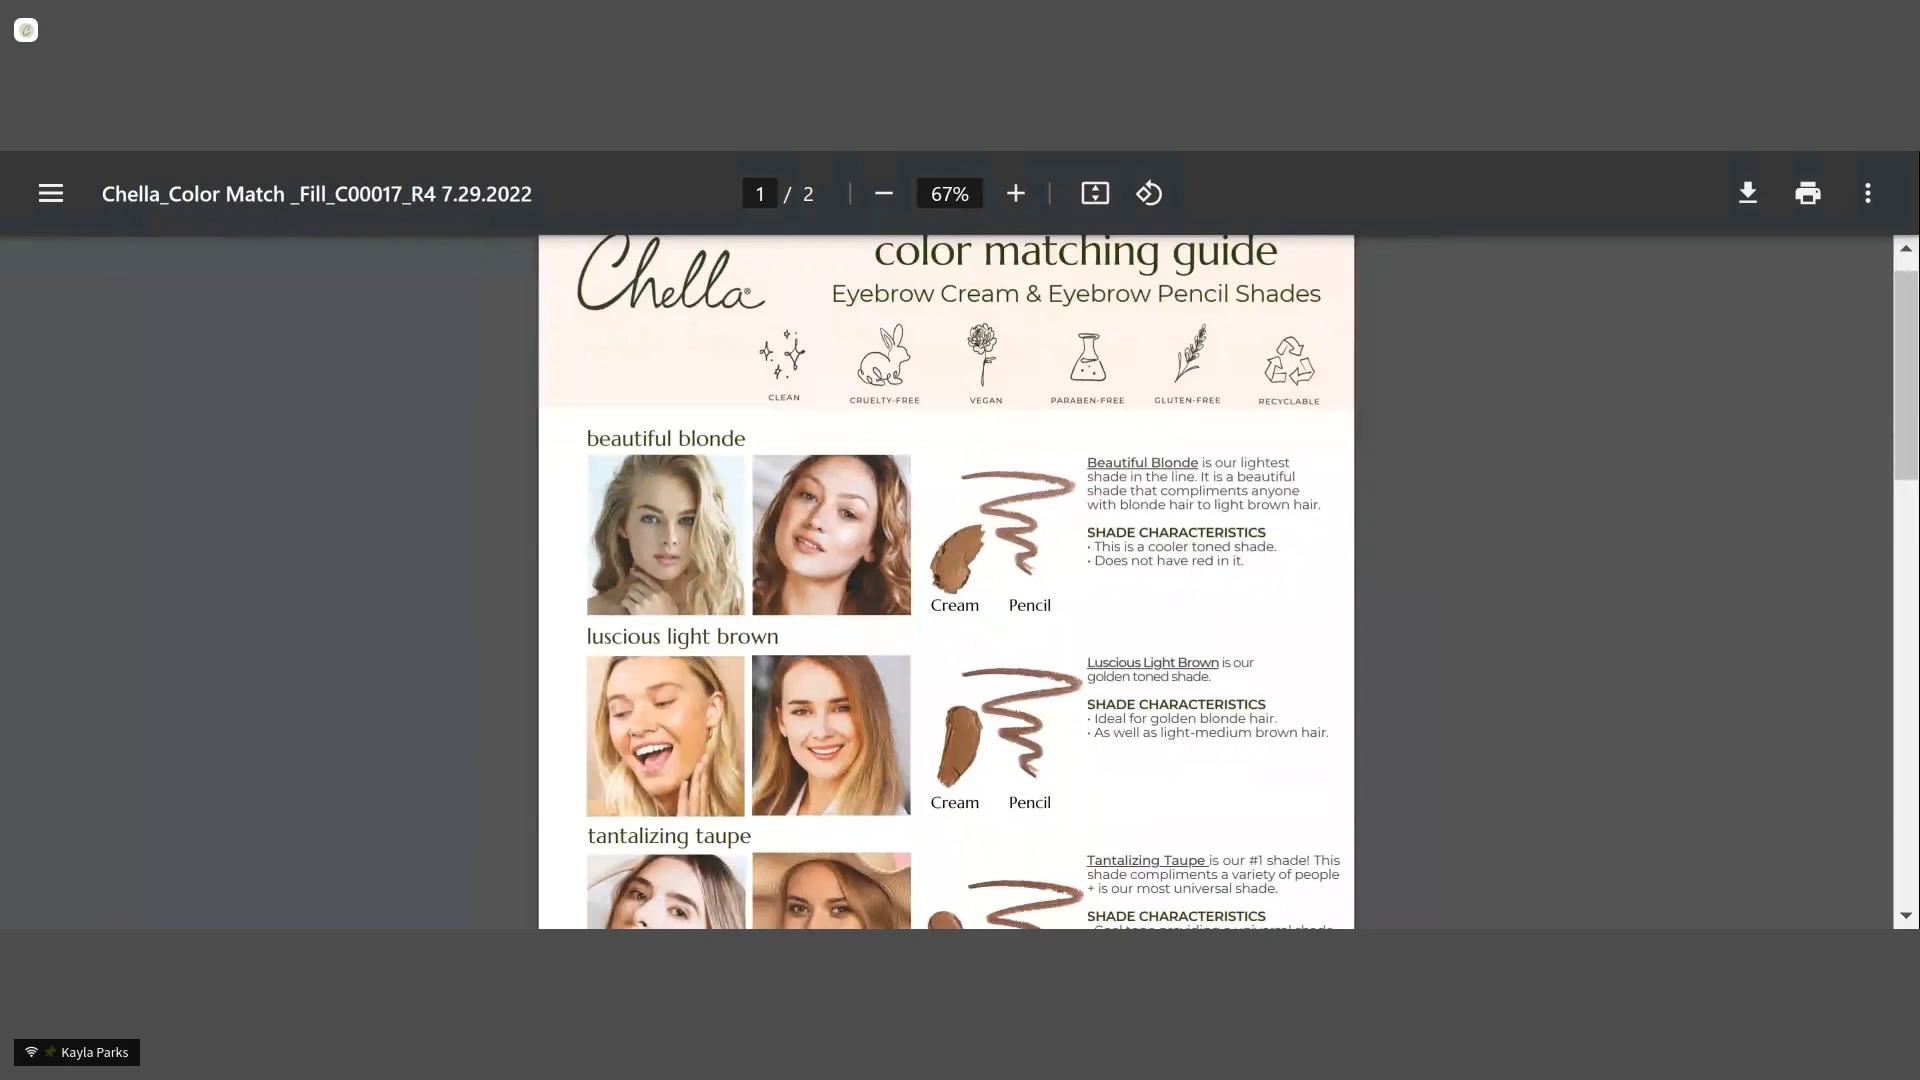 Chella_Color Match _Fill_C00017_R4 7.29.2022
1 / 2
67%
Chella®
color matching guide
Eyebrow Cream & Eyebrow Pencil Shades
CLEAN
CRUELTY-FREE
VEGAN
PARABEN-FREE
GLUTEN-FREE
RECYCLABLE
beautiful blonde
Cream
Pencil
Beautiful Blonde is our lightest
shade in the line. It is a beautiful
shade that compliments anyone
with blonde hair to light brown hair.
SHADE CHARACTERISTICS
• This is a cooler toned shade.
• Does not have red in it.
luscious light brown
Cream
Pencil
Luscious Light Brown is our
golden toned shade.
SHADE CHARACTERISTICS
• Ideal for golden blonde hair.
• As well as light-medium brown hair.
tantalizing taupe
Tantalizing Taupe is our #1 shade! This
shade compliments a variety of people
+ is our most universal shade.
SHADE CHARACTERISTICS
Kayla Parks